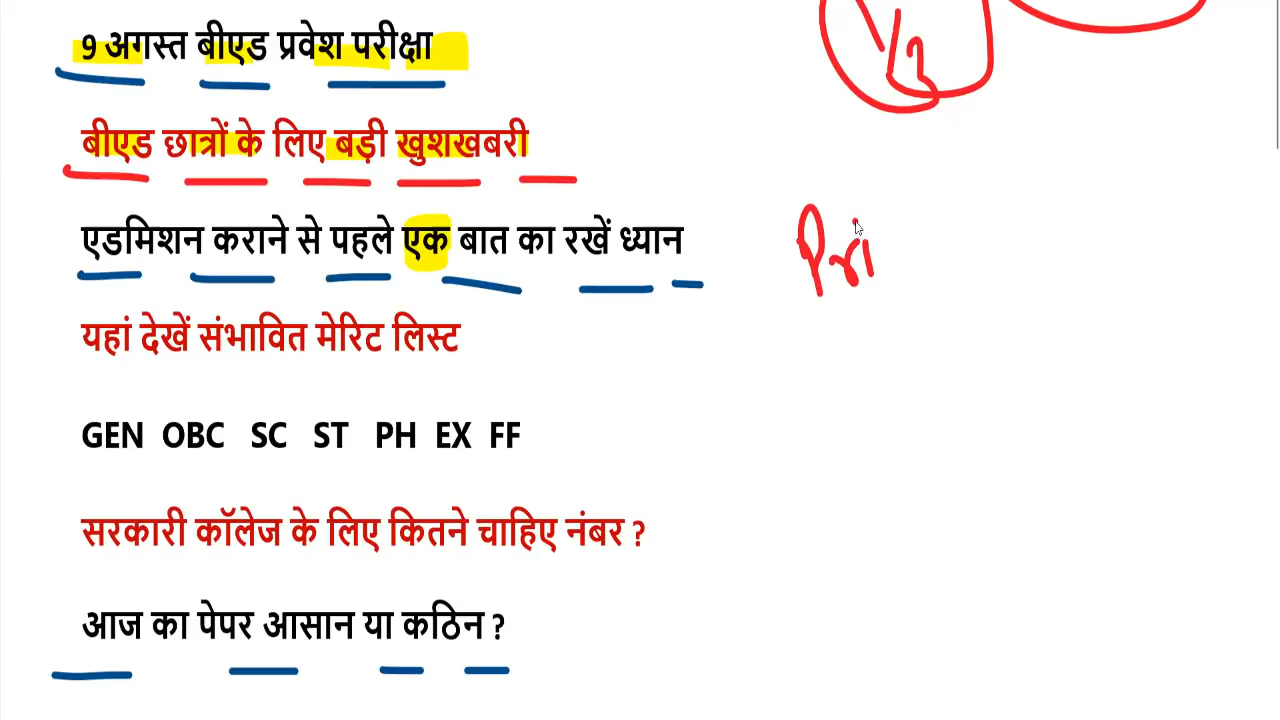 9 अगस्त बीएड प्रवेश परीक्षा
बीएड छात्रों के लिए बड़ी खुशखबरी
एडमिशन कराने से पहले एक बात का रखें ध्यान
Pri
यहां देखें संभावित मेरिट लिस्ट
GEN OBC SC ST PH EX FF
सरकारी कॉलेज के लिए कितने चाहिए नंबर ?
आज का पेपर आसान या कठिन ?